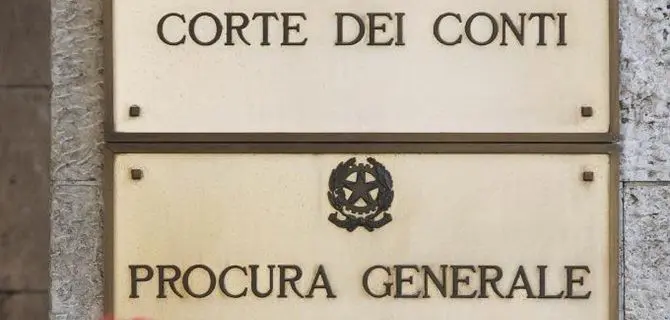 CORTE DEI CONTI
PROCURA GENERALE